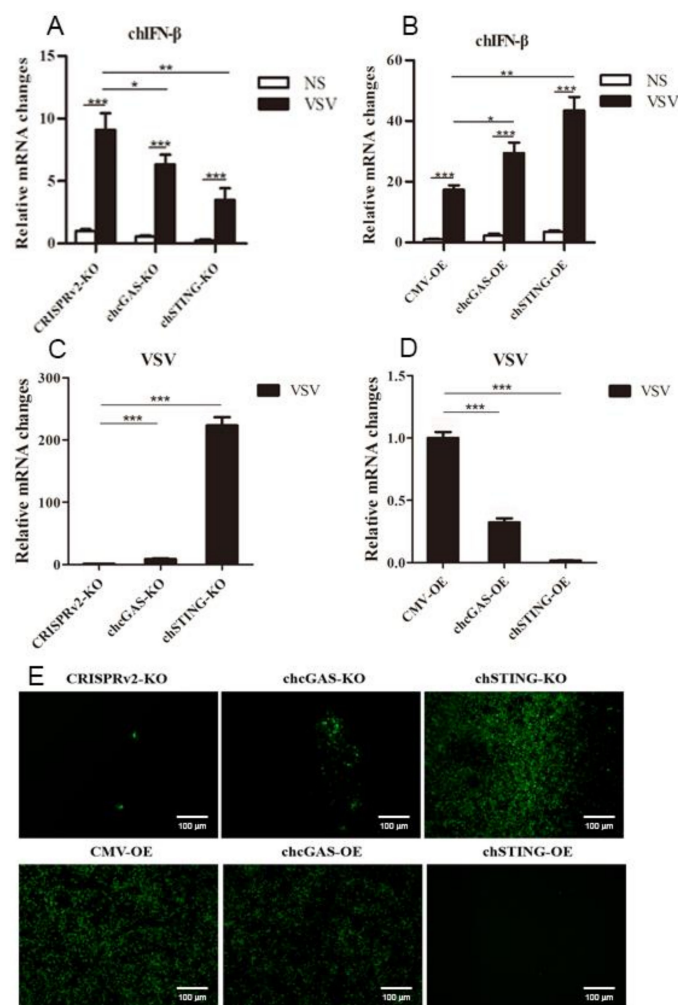 A
chIFN-β
Relative mRNA changes
15
10
5
0
**
*
***
***
***
NS
VSV
CRISPRv2-KO
chcGAS-KO
chSTING-KO
B
chIFN-β
Relative mRNA changes
60
40
20
0
**
*
***
***
***
NS
VSV
CMV-OE
chcGAS-OE
chSTING-OE
C
VSV
Relative mRNA changes
300
200
100
0
***
***
VSV
CRISPRv2-KO
chcGAS-KO
chSTING-KO
D
VSV
Relative mRNA changes
1.5
1.0
0.5
0.0
***
***
VSV
CMV-OE
chcGAS-OE
chSTING-OE
E
CRISPRv2-KO
chcGAS-KO
chSTING-KO
100 µm
100 µm
100 µm
CMV-OE
chcGAS-OE
chSTING-OE
100 µm
100 µm
100 µm